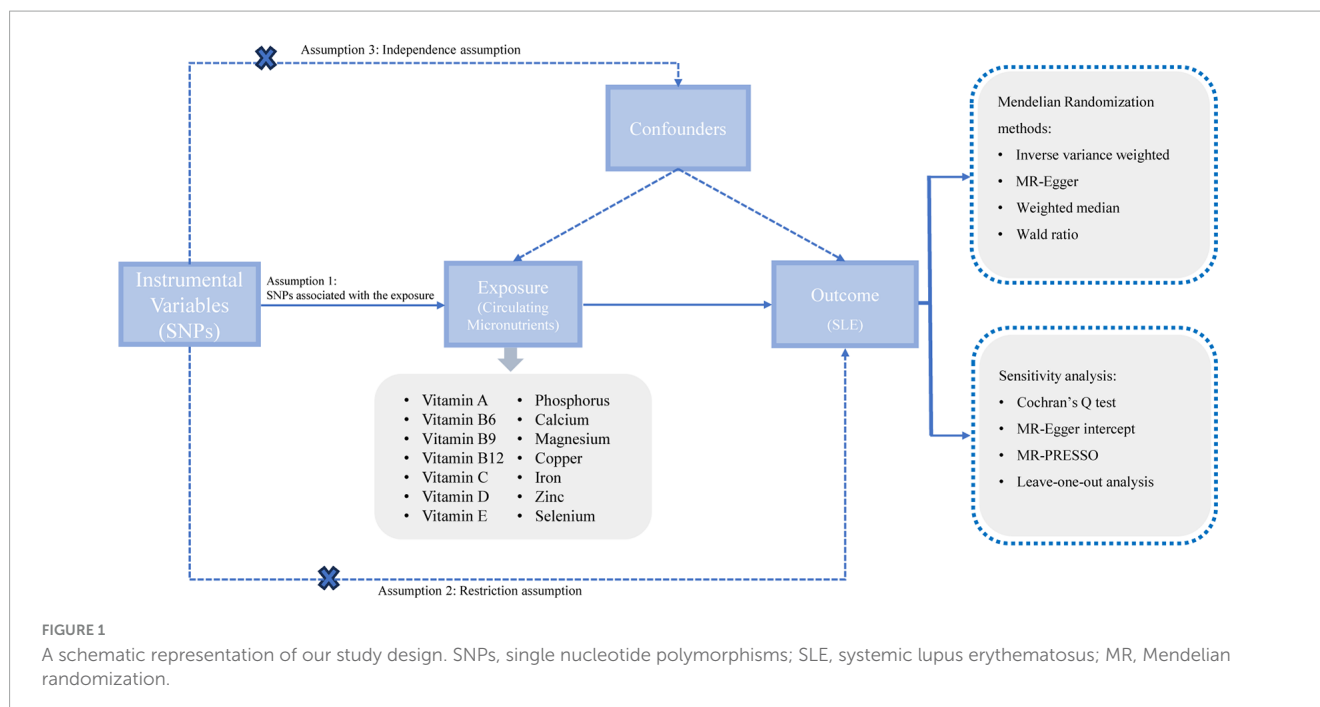 Assumption 3: Independence assumption
Confounders
Instrumental
Variables
(SNPs)
Assumption 1:
SNPs associated with the exposure
Exposure
(Circulating
Micronutrients)
Outcome
(SLE)
• Vitamin A
• Vitamin B6
• Vitamin B9
• Vitamin B12
• Vitamin C
• Vitamin D
• Vitamin E
• Phosphorus
• Calcium
• Magnesium
• Copper
• Iron
• Zinc
• Selenium
Assumption 2: Restriction assumption
Mendelian Randomization
methods:
• Inverse variance weighted
• MR-Egger
• Weighted median
• Wald ratio
Sensitivity analysis:
• Cochran's Q test
• MR-Egger intercept
• MR-PRESSO
• Leave-one-out analysis
FIGURE 1
A schematic representation of our study design. SNPs, single nucleotide polymorphisms; SLE, systemic lupus erythematosus; MR, Mendelian
randomization.